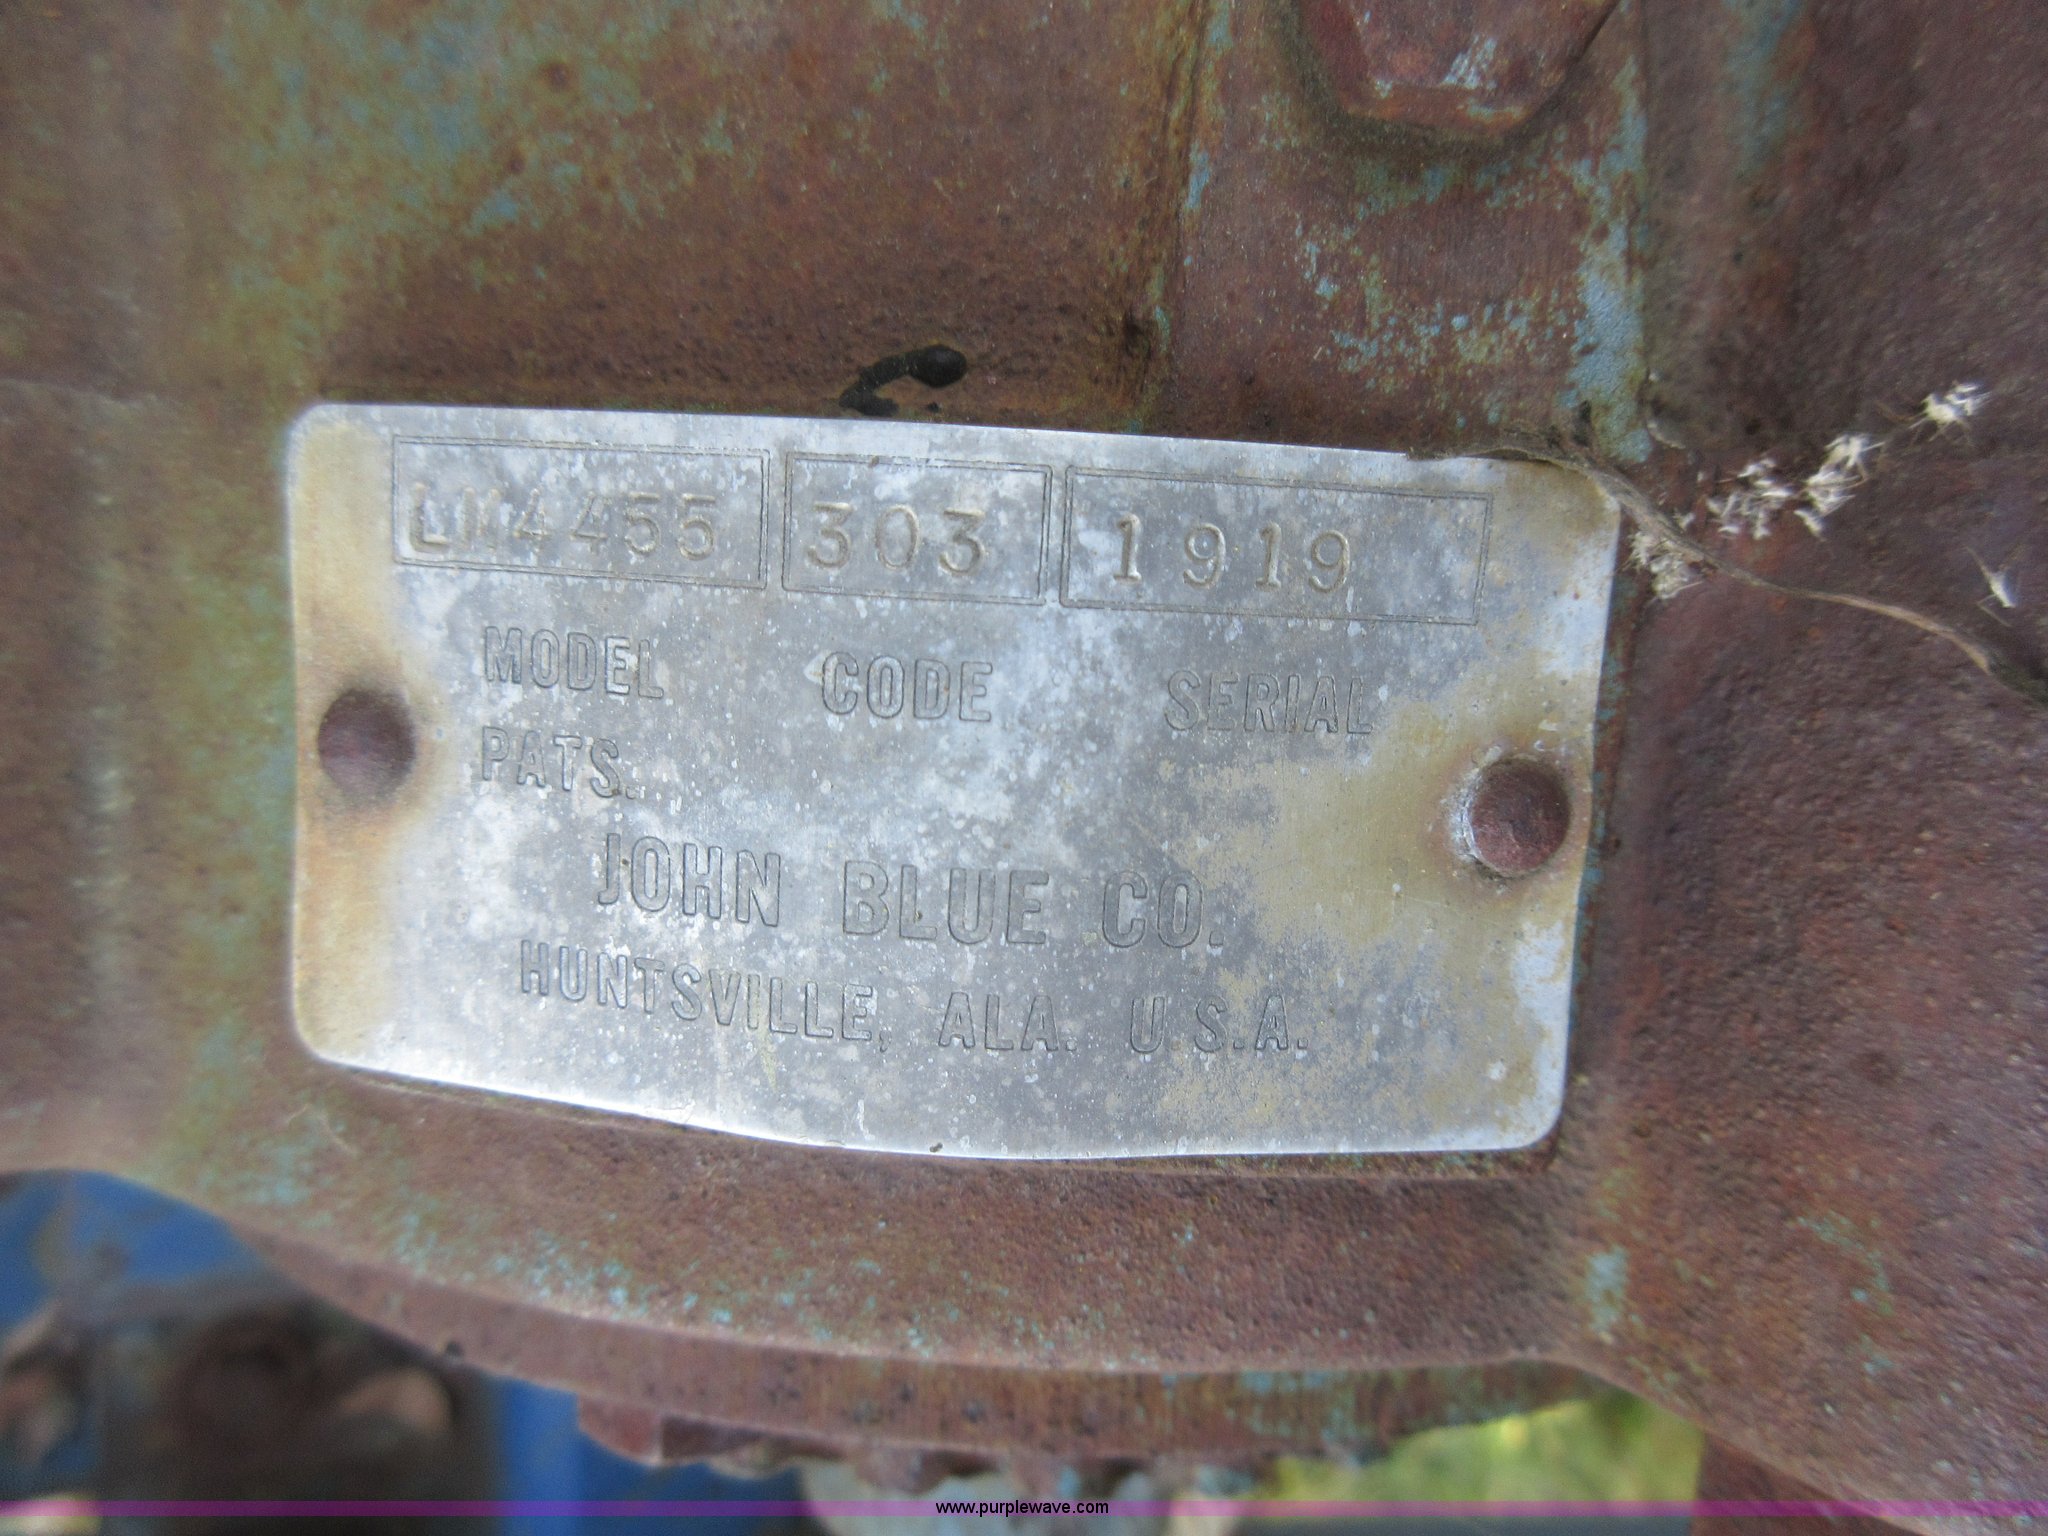 LM4455 303 1919
MODEL CODE SERIAL
PATS.
JOHN BLUE CO.
HUNTSVILLE, ALA. U.S.A.
www.purplewave.com